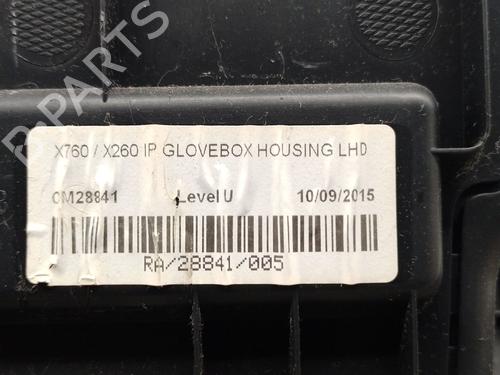 X760 / X260 IP GLOVEBOX HOUSING LHD
CM28841 Level U 10/09/2015
RA/28841/005
B-PARTS